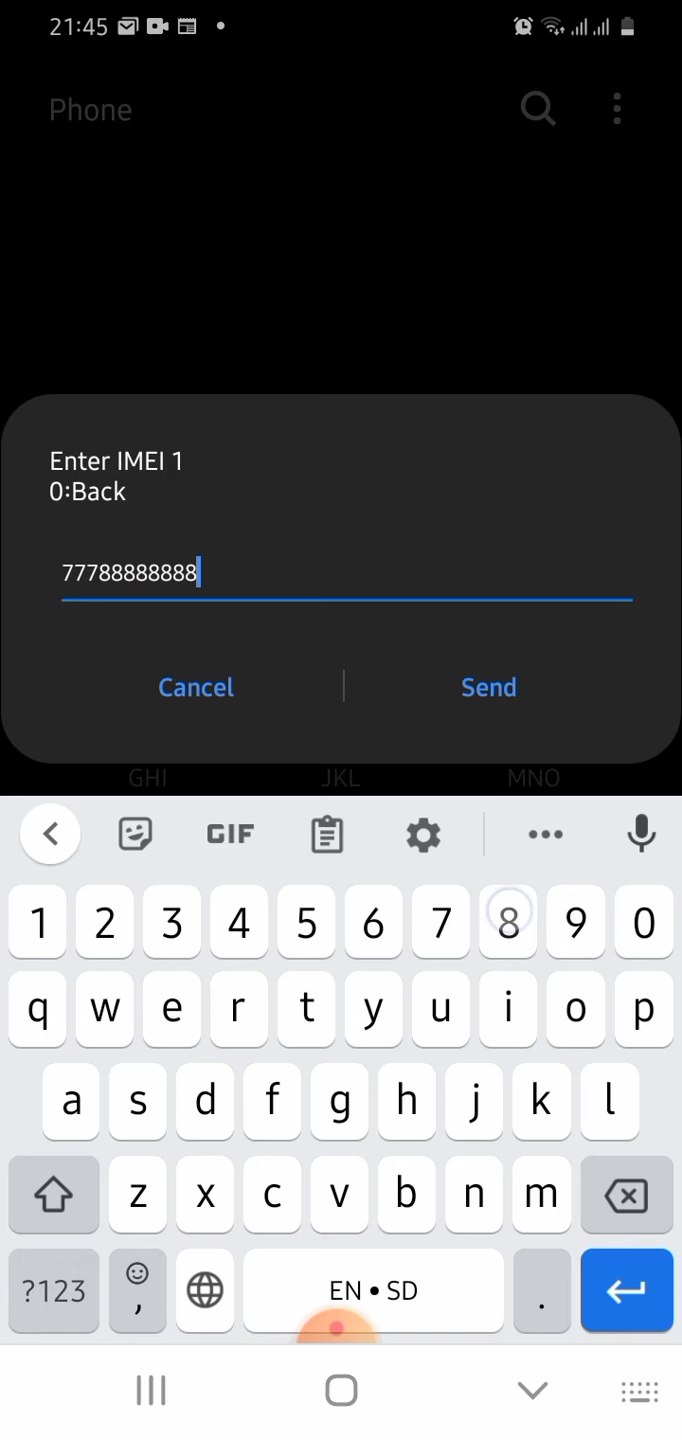 21:45
Phone
Enter IMEI 1
0:Back
77788888888
Cancel
Send
GHI JKL MNO
GIF
1 2 3 4 5 6 7 8 9 0
q w e r t y u i o p
a s d f g h j k l
z x c v b n m
?123 , EN • SD .